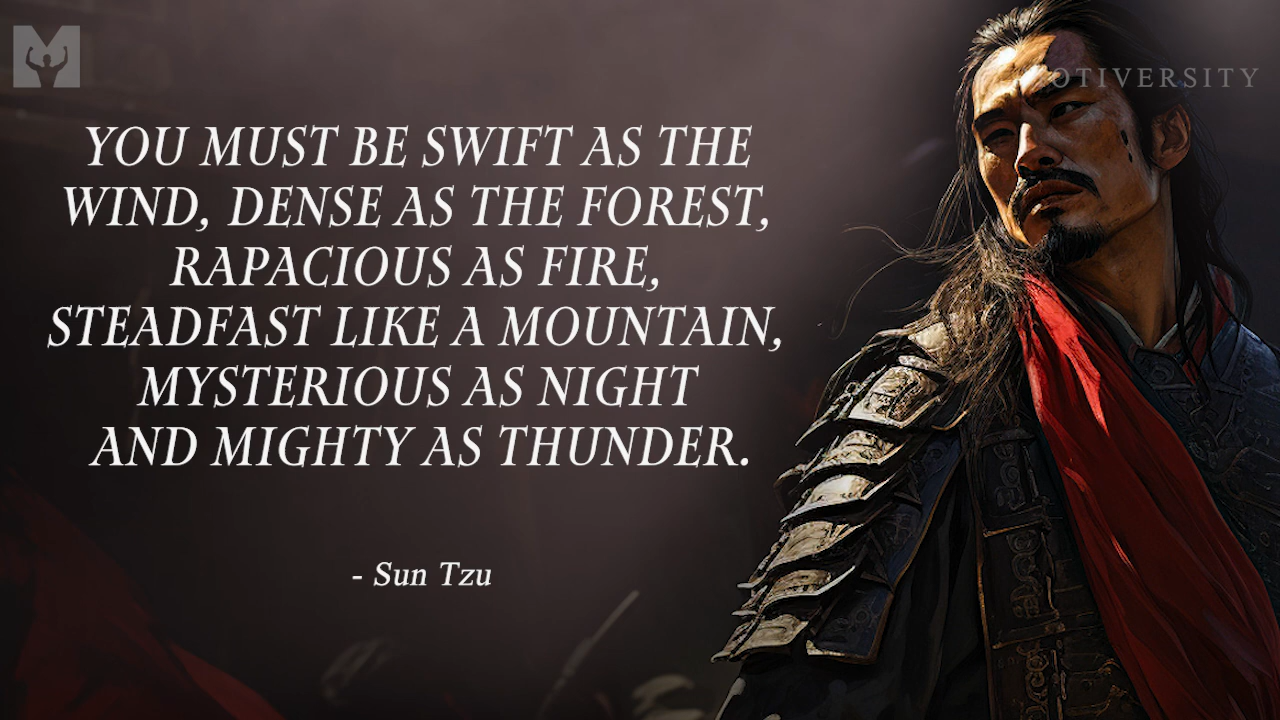 OTIVERSITY
YOU MUST BE SWIFT AS THE
WIND, DENSE AS THE FOREST,
RAPACIOUS AS FIRE,
STEADFAST LIKE A MOUNTAIN,
MYSTERIOUS AS NIGHT
AND MIGHTY AS THUNDER.
- Sun Tzu